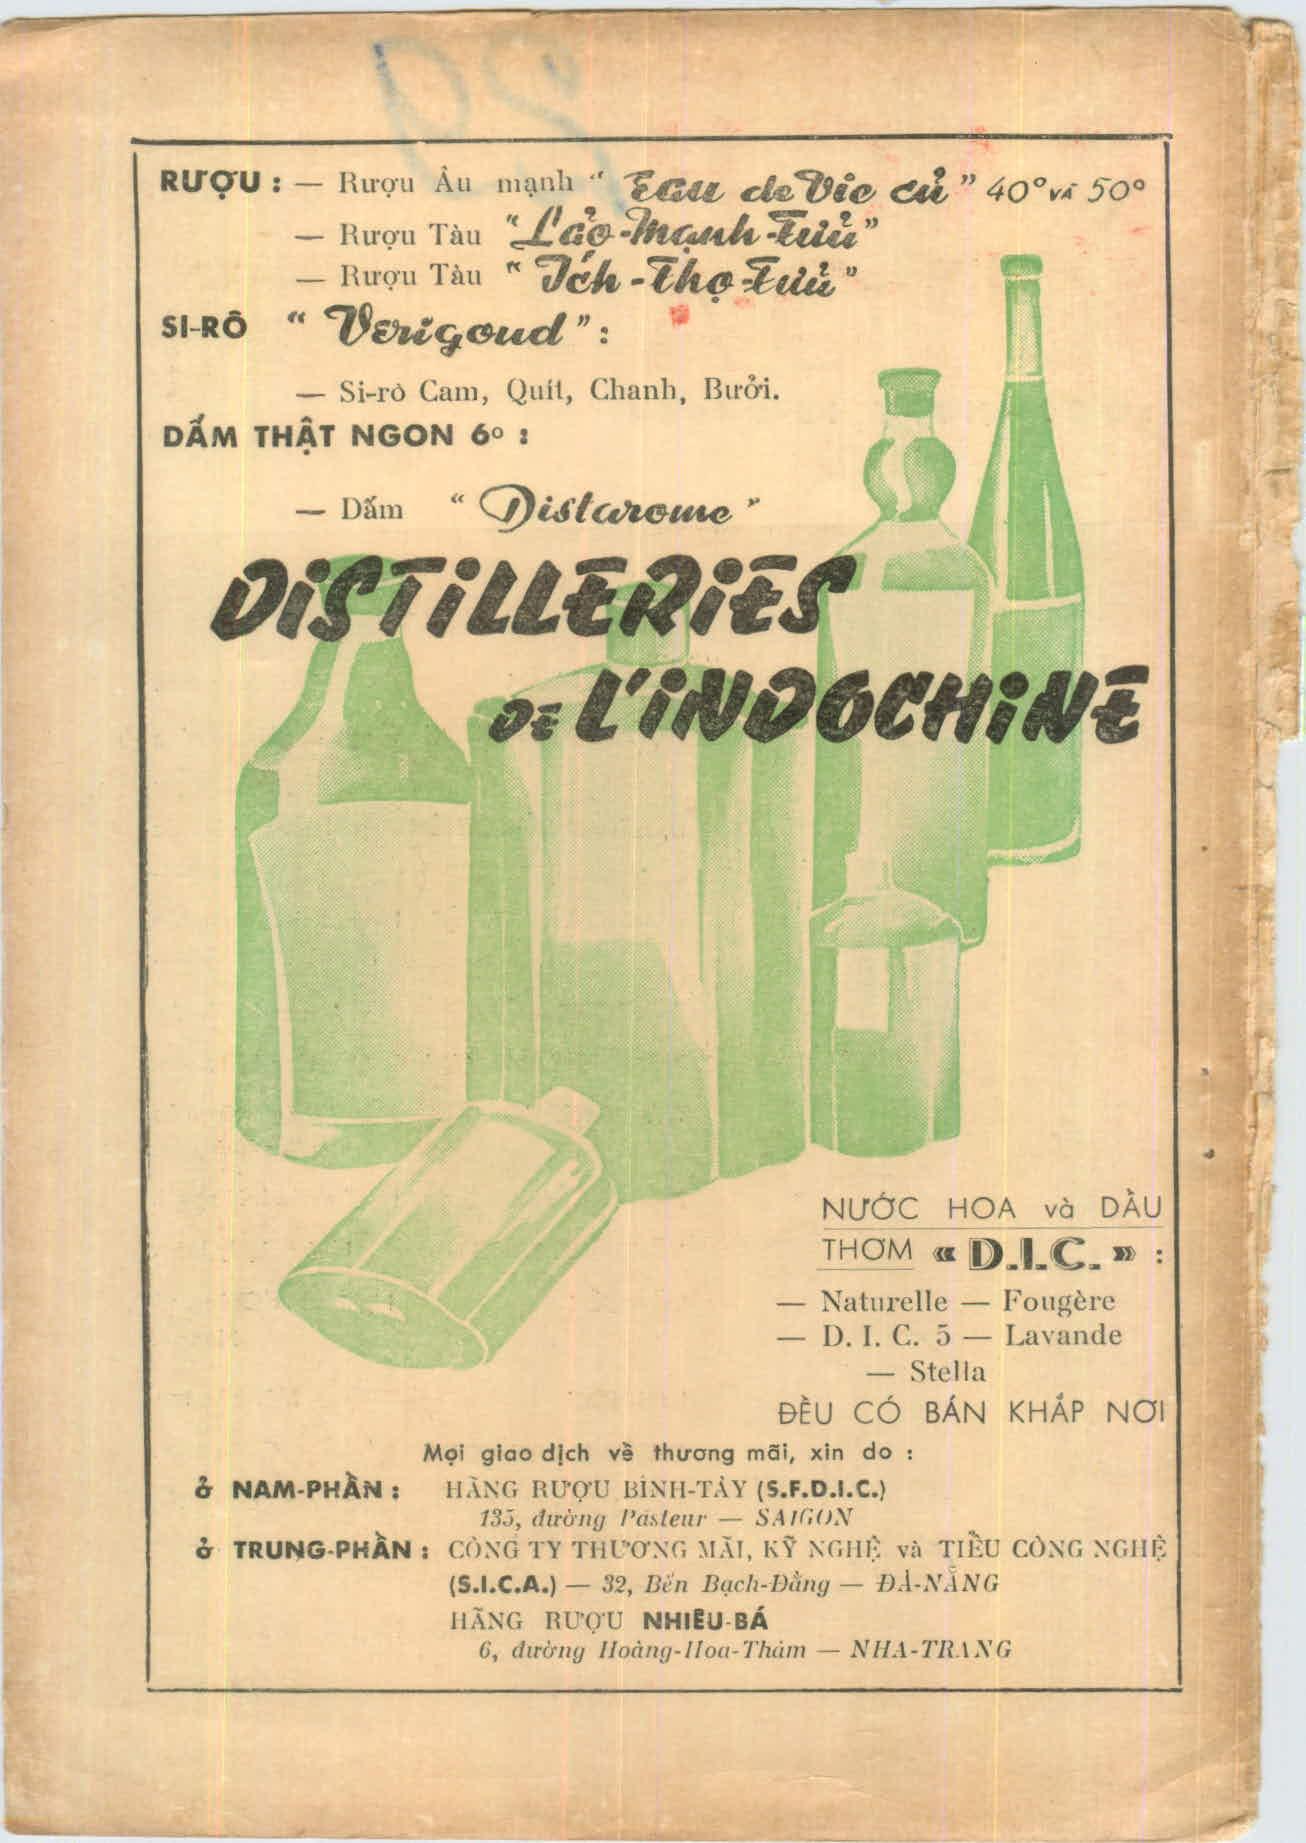 RƯỢU : — Rượu Âu mạnh “ Eau de Vie củ ” 40° và 50°
— Rượu Tàu “Lảo-Mạnh-Tửu”
— Rượu Tàu “Ích-Thọ-Tửu”
SI-RÔ “ Verigoud ” :
— Si-rô Cam, Quít, Chanh, Bưởi.
DẤM THẬT NGON 6° :
— Dấm “ Distarome ”
DISTILLERIES
DE L'INDOCHINE
NƯỚC HOA và DẦU
THƠM « D.I.C. » :
— Naturelle — Fougère
— D. I. C. 5 — Lavande
— Stella
ĐỀU CÓ BÁN KHẮP NƠI
Mọi giao dịch về thương mãi, xin do :
ở NAM-PHẦN : HÃNG RƯỢU BÌNH-TÂY (S.F.D.I.C.)
135, đường Pasteur — SAIGON
ở TRUNG-PHẦN : CÔNG TY THƯƠNG MÃI, KỸ NGHỆ và TIỂU CÔNG NGHỆ
(S.I.C.A.) — 32, Bến Bạch-Đằng — ĐÀ-NẴNG
HÃNG RƯỢU NHIÊU-BÁ
6, đường Hoàng-Hoa-Thám — NHA-TRANG